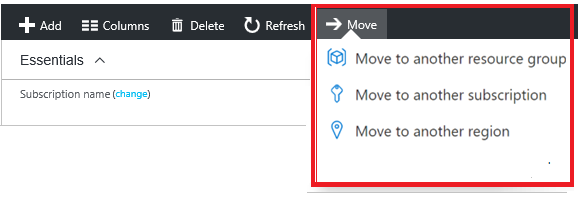 Add Columns Delete Refresh Move
Essentials
Subscription name (change)
Move to another resource group
Move to another subscription
Move to another region